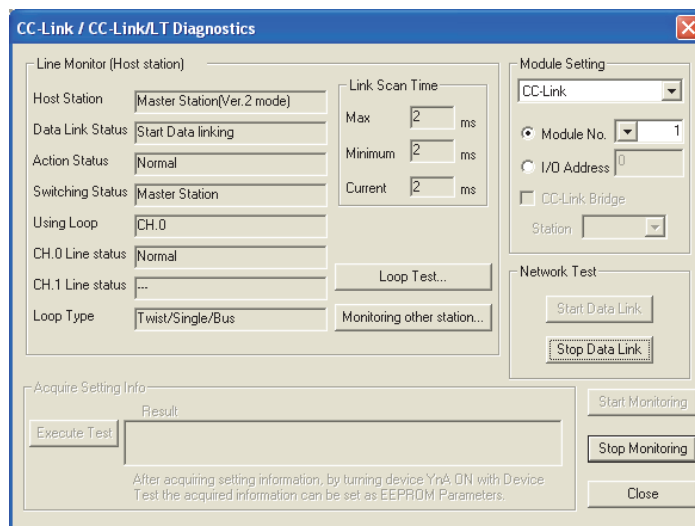 CC-Link / CC-Link/LT Diagnostics
Line Monitor (Host station)
Host Station Master Station(Ver.2 mode)
Data Link Status Start Data linking
Action Status Normal
Switching Status Master Station
Using Loop CH.0
CH.0 Line status Normal
CH.1 Line status ---
Loop Type Twist/Single/Bus
Link Scan Time
Max 2 ms
Minimum 2 ms
Current 2 ms
Loop Test...
Monitoring other station...
Module Setting
CC-Link
Module No. 1
I/O Address 0
CC-Link Bridge
Station
Network Test
Start Data Link
Stop Data Link
Acquire Setting Info
Result
Execute Test
After acquiring setting information, by turning device YnA ON with Device
Test the acquired information can be set as EEPROM Parameters.
Start Monitoring
Stop Monitoring
Close